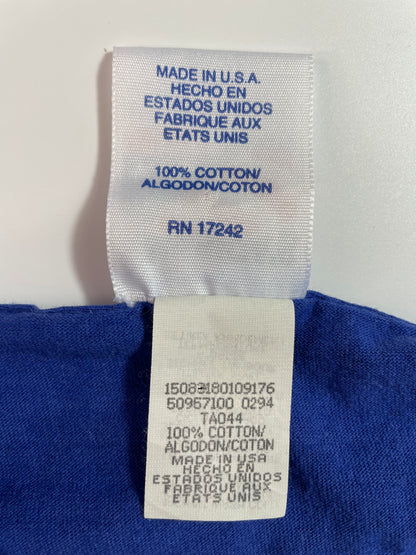 MADE IN U.S.A.
HECHO EN
ESTADOS UNIDOS
FABRIQUE AUX
ETATS UNIS
100% COTTON/
ALGODON/COTON
RN 17242
50957100 0294
TA044
100% COTTON/
ALGODON/COTON
MADE IN USA
HECHO EN
ESTADOS UNIDOS
FABRIQUE AUX
ETATS UNIS